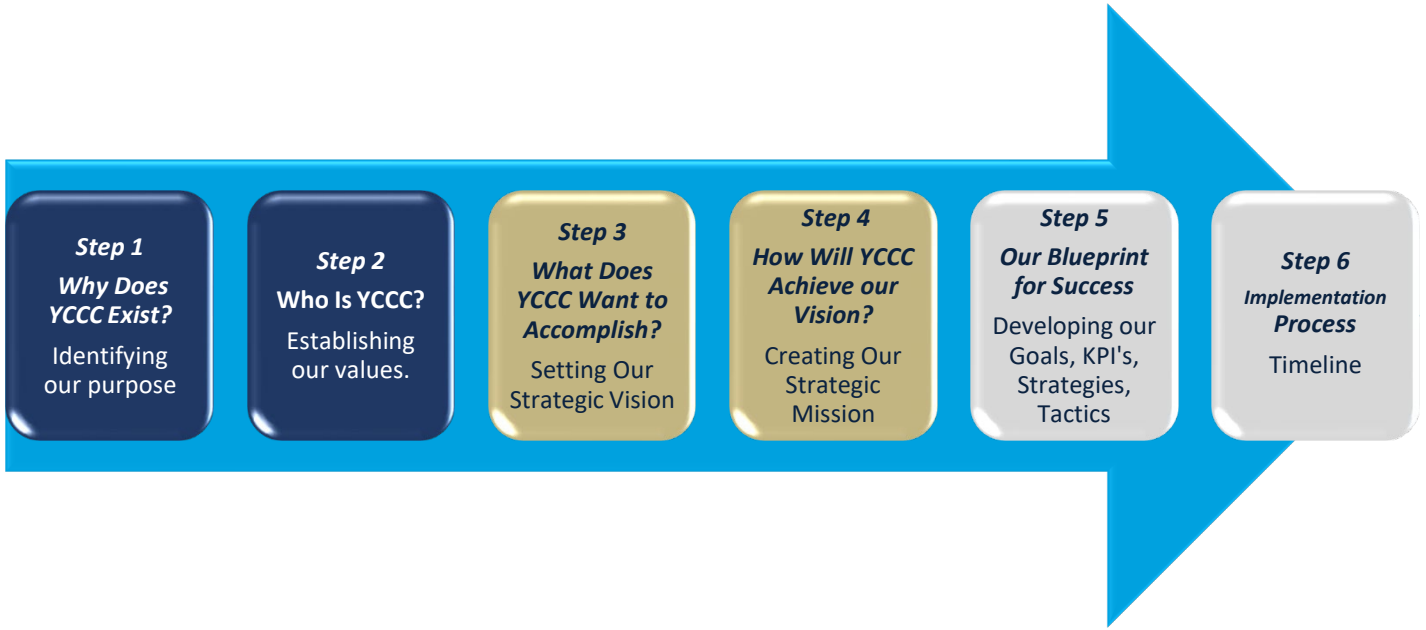 Step 1
Why Does
YCCC Exist?
Identifying
our purpose
Step 2
Who Is YCCC?
Establishing
our values.
Step 3
What Does
YCCC Want to
Accomplish?
Setting Our
Strategic Vision
Step 4
How Will YCCC
Achieve our
Vision?
Creating Our
Strategic
Mission
Step 5
Our Blueprint
for Success
Developing our
Goals, KPI's,
Strategies,
Tactics
Step 6
Implementation
Process
Timeline